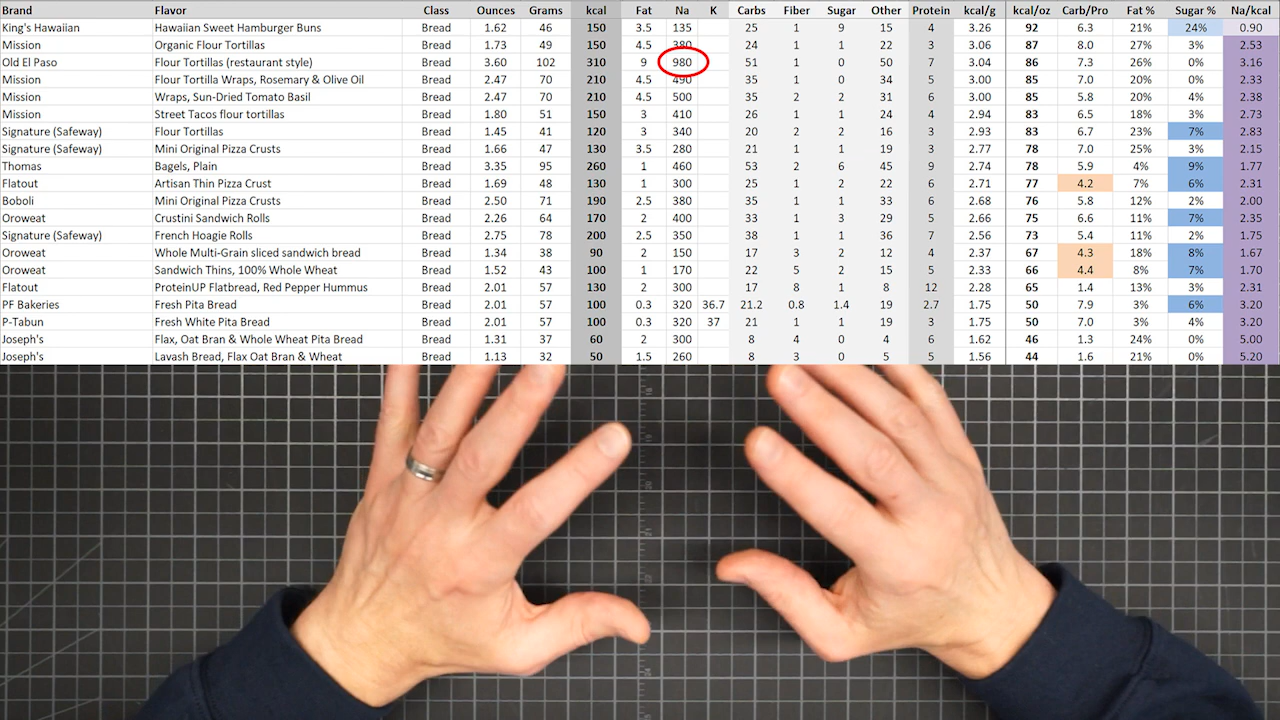 Brand Flavor Class Ounces Grams kcal Fat Na K Carbs Fiber Sugar Other Protein kcal/g kcal/oz Carb/Pro Fat % Sugar % Na/kcal
King's Hawaiian Hawaiian Sweet Hamburger Buns Bread 1.62 46 150 3.5 135 25 1 9 15 4 3.26 92 6.3 21% 24% 0.90
Mission Organic Flour Tortillas Bread 1.73 49 150 4.5 380 24 1 1 22 3 3.06 87 8.0 27% 3% 2.53
Old El Paso Flour Tortillas (restaurant style) Bread 3.60 102 310 9 980 51 1 0 50 7 3.04 86 7.3 26% 0% 3.16
Mission Flour Tortilla Wraps, Rosemary & Olive Oil Bread 2.47 70 210 4.5 490 35 1 0 34 5 3.00 85 7.0 20% 0% 2.33
Mission Wraps, Sun-Dried Tomato Basil Bread 2.47 70 210 4.5 500 35 2 2 31 6 3.00 85 5.8 20% 4% 2.38
Mission Street Tacos flour tortillas Bread 1.80 51 150 3 410 26 1 1 24 4 2.94 83 6.5 18% 3% 2.73
Signature (Safeway) Flour Tortillas Bread 1.45 41 120 3 340 20 2 2 16 3 2.93 83 6.7 23% 7% 2.83
Signature (Safeway) Mini Original Pizza Crusts Bread 1.66 47 130 3.5 280 21 1 1 19 3 2.77 78 7.0 25% 3% 2.15
Thomas Bagels, Plain Bread 3.35 95 260 1 460 53 2 6 45 9 2.74 78 5.9 4% 9% 1.77
Flatout Artisan Thin Pizza Crust Bread 1.69 48 130 1 300 25 1 2 22 6 2.71 77 4.2 7% 6% 2.31
Boboli Mini Original Pizza Crusts Bread 2.50 71 190 2.5 380 35 1 1 33 6 2.68 76 5.8 12% 2% 2.00
Oroweat Crustini Sandwich Rolls Bread 2.26 64 170 2 400 33 1 3 29 5 2.66 75 6.6 11% 7% 2.35
Signature (Safeway) French Hoagie Rolls Bread 2.75 78 200 2.5 350 38 1 1 36 7 2.56 73 5.4 11% 2% 1.75
Oroweat Whole Multi-Grain sliced sandwich bread Bread 1.34 38 90 2 150 17 3 2 12 4 2.37 67 4.3 18% 8% 1.67
Oroweat Sandwich Thins, 100% Whole Wheat Bread 1.52 43 100 1 170 22 5 2 15 5 2.33 66 4.4 8% 7% 1.70
Flatout ProteinUP Flatbread, Red Pepper Hummus Bread 2.01 57 130 2 300 17 8 1 8 12 2.28 65 1.4 13% 3% 2.31
PF Bakeries Fresh Pita Bread Bread 2.01 57 100 0.3 320 36.7 21.2 0.8 1.4 19 2.7 1.75 50 7.9 3% 6% 3.20
P-Tabun Fresh White Pita Bread Bread 2.01 57 100 0.3 320 37 21 1 1 19 3 1.75 50 7.0 3% 4% 3.20
Joseph's Flax, Oat Bran & Whole Wheat Pita Bread Bread 1.31 37 60 2 300 8 4 0 4 6 1.62 46 1.3 24% 0% 5.00
Joseph's Lavash Bread, Flax Oat Bran & Wheat Bread 1.13 32 50 1.5 260 8 3 0 5 5 1.56 44 1.6 21% 0% 5.20